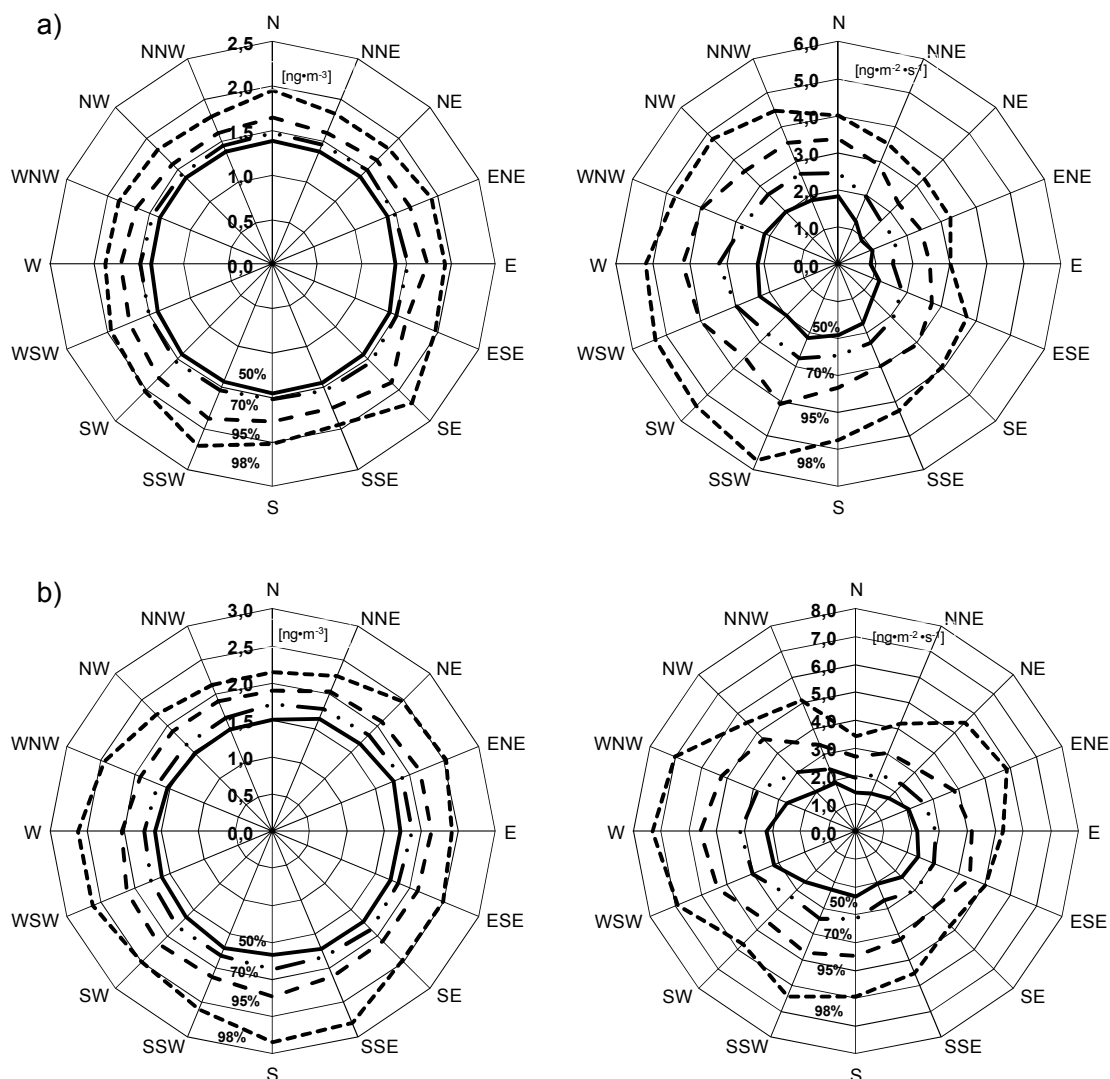 a)
N
NNE
NE
ENE
E
ESE
SE
SSE
S
SSW
SW
WSW
W
WNW
NW
NNW
2,5
2,0
1,5
1,0
0,5
0,0
[ng•m-3]
50%
70%
95%
98%
N
NNE
NE
ENE
E
ESE
SE
SSE
S
SSW
SW
WSW
W
WNW
NW
NNW
6,0
5,0
4,0
3,0
2,0
1,0
0,0
[ng•m-2•s-1]
50%
70%
95%
98%
b)
N
NNE
NE
ENE
E
ESE
SE
SSE
S
SSW
SW
WSW
W
WNW
NW
NNW
3,0
2,5
2,0
1,5
1,0
0,5
0,0
[ng•m-3]
50%
70%
95%
98%
N
NNE
NE
ENE
E
ESE
SE
SSE
S
SSW
SW
WSW
W
WNW
NW
NNW
8,0
7,0
6,0
5,0
4,0
3,0
2,0
1,0
0,0
[ng•m-2•s-1]
50%
70%
95%
98%